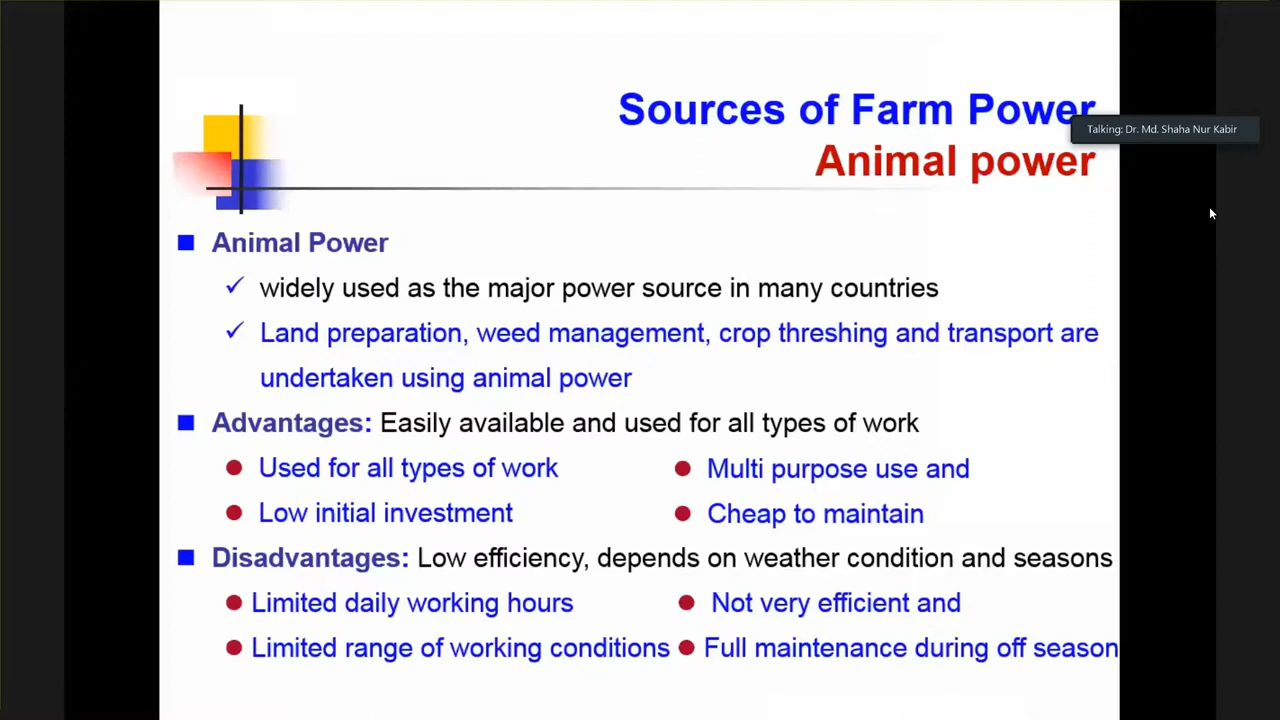 Sources of Farm Power
Talking: Dr. Md. Shaha Nur Kabir
Animal power
Animal Power
widely used as the major power source in many countries
Land preparation, weed management, crop threshing and transport are
undertaken using animal power
Advantages: Easily available and used for all types of work
Used for all types of work
Multi purpose use and
Low initial investment
Cheap to maintain
Disadvantages: Low efficiency, depends on weather condition and seasons
Limited daily working hours
Not very efficient and
Limited range of working conditions
Full maintenance during off season